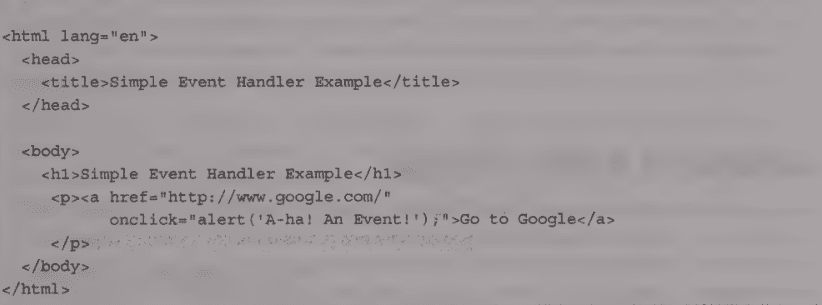 <html lang="en">
<head>
<title>Simple Event Handler Example</title>
</head>
<body>
<h1>Simple Event Handler Example</h1>
<p><a href="http://www.google.com/"
onclick="alert('A-ha! An Event!');">Go to Google</a>
</p>
</body>
</html>